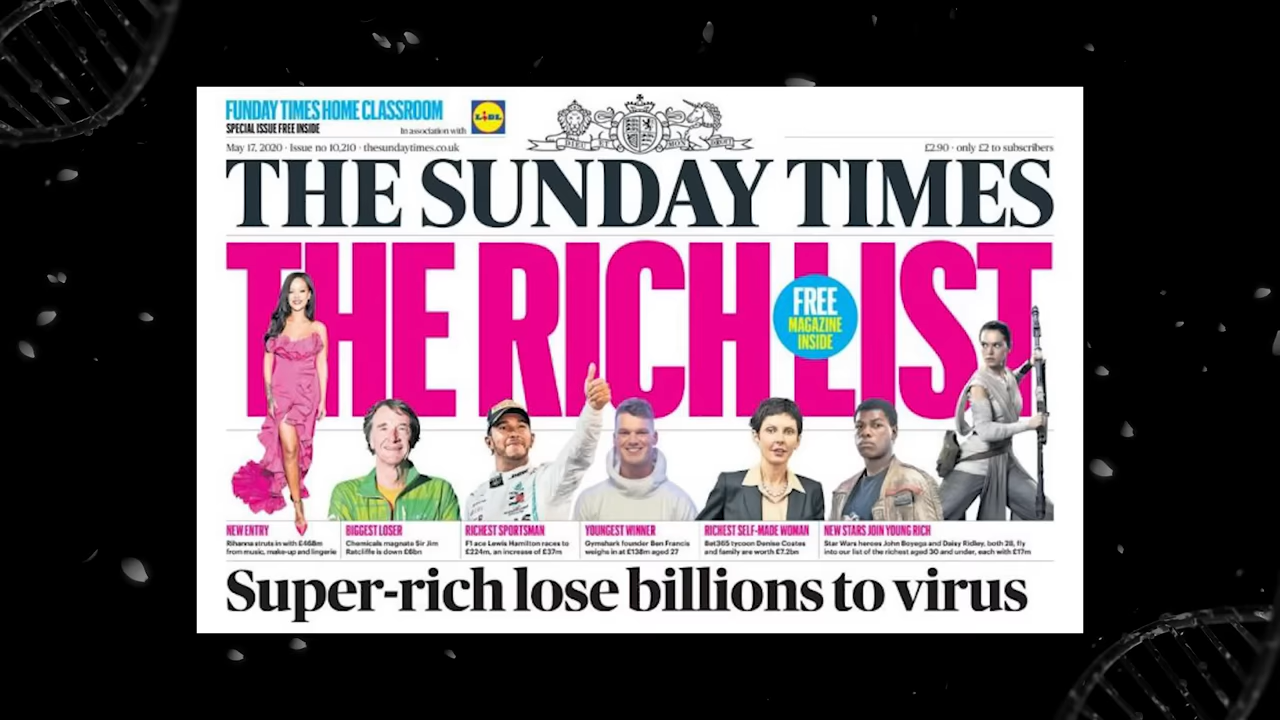 FUNDAY TIMES HOME CLASSROOM
SPECIAL ISSUE FREE INSIDE
In association with
LiDL
DIEU ET MON DROIT
May 17, 2020 · Issue no 10,210 · thesundaytimes.co.uk
£2.90 · only £2 to subscribers
THE SUNDAY TIMES
THE RICH LIST
FREE
MAGAZINE
INSIDE
NEW ENTRY
Rihanna struts in with £468m
from music, make-up and lingerie
BIGGEST LOSER
Chemicals magnate Sir Jim
Ratcliffe is down £6bn
RICHEST SPORTSMAN
F1 ace Lewis Hamilton races to
£224m, an increase of £37m
YOUNGEST WINNER
Gymshark founder Ben Francis
weighs in at £138m aged 27
RICHEST SELF-MADE WOMAN
Bet365 tycoon Denise Coates
and family are worth £7.2bn
NEW STARS JOIN YOUNG RICH
Star Wars heroes John Boyega and Daisy Ridley, both 28, fly
into our list of the richest aged 30 and under, each with £17m
Super-rich lose billions to virus